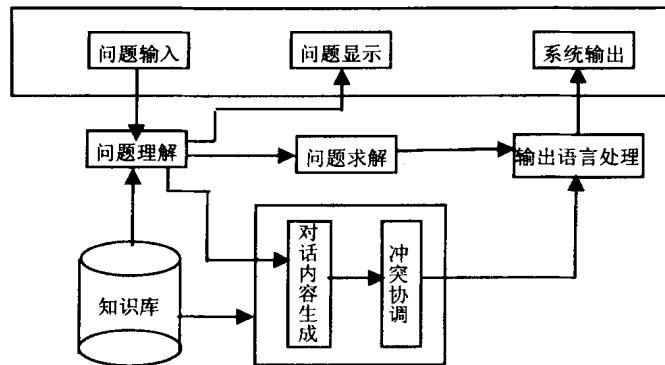 问题输入
问题显示
系统输出
问题理解
问题求解
输出语言处理
对话内容生成
冲突协调
知识库